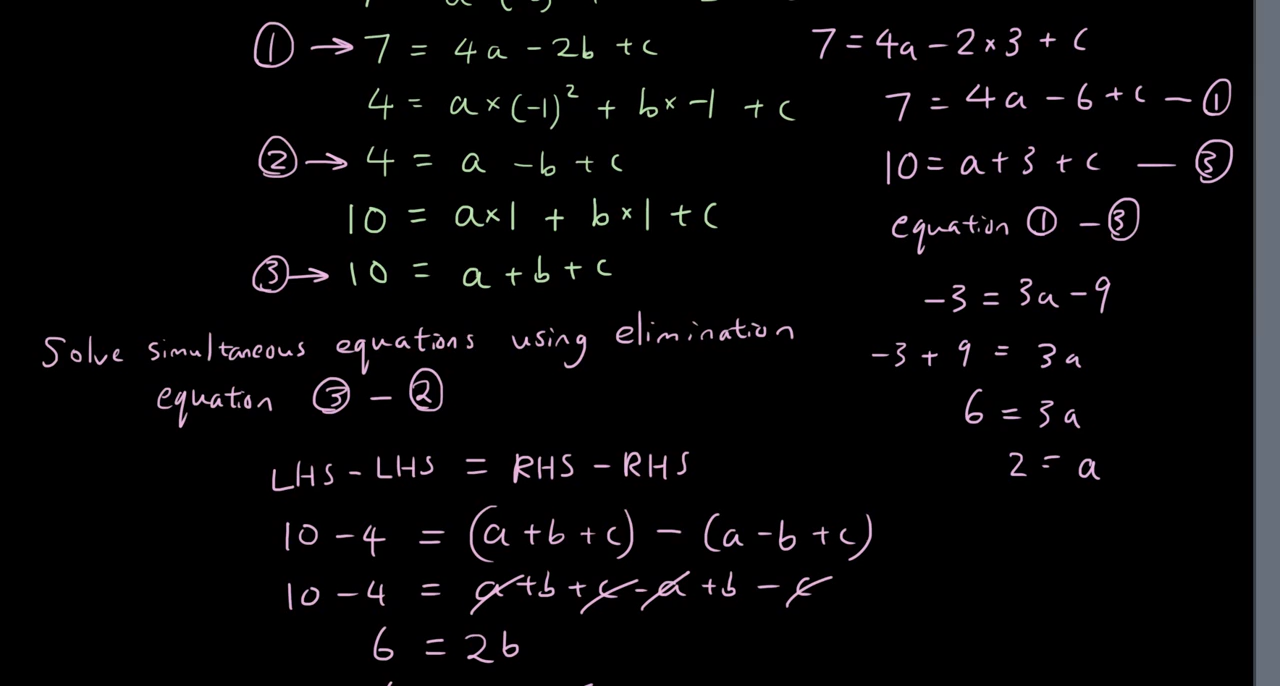 ① → 7 = 4a - 2b + c
4 = a × (-1)² + b × -1 + c
② → 4 = a - b + c
10 = a×1 + b×1 + c
③ → 10 = a + b + c
Solve simultaneous equations using elimination
equation ③ - ②
LHS - LHS = RHS - RHS
10 - 4 = (a + b + c) - (a - b + c)
10 - 4 = a + b + c - a + b - c
6 = 2b
7 = 4a - 2×3 + c
7 = 4a - 6 + c - ①
10 = a + 3 + c — ③
equation ① - ③
-3 = 3a - 9
-3 + 9 = 3a
6 = 3a
2 = a